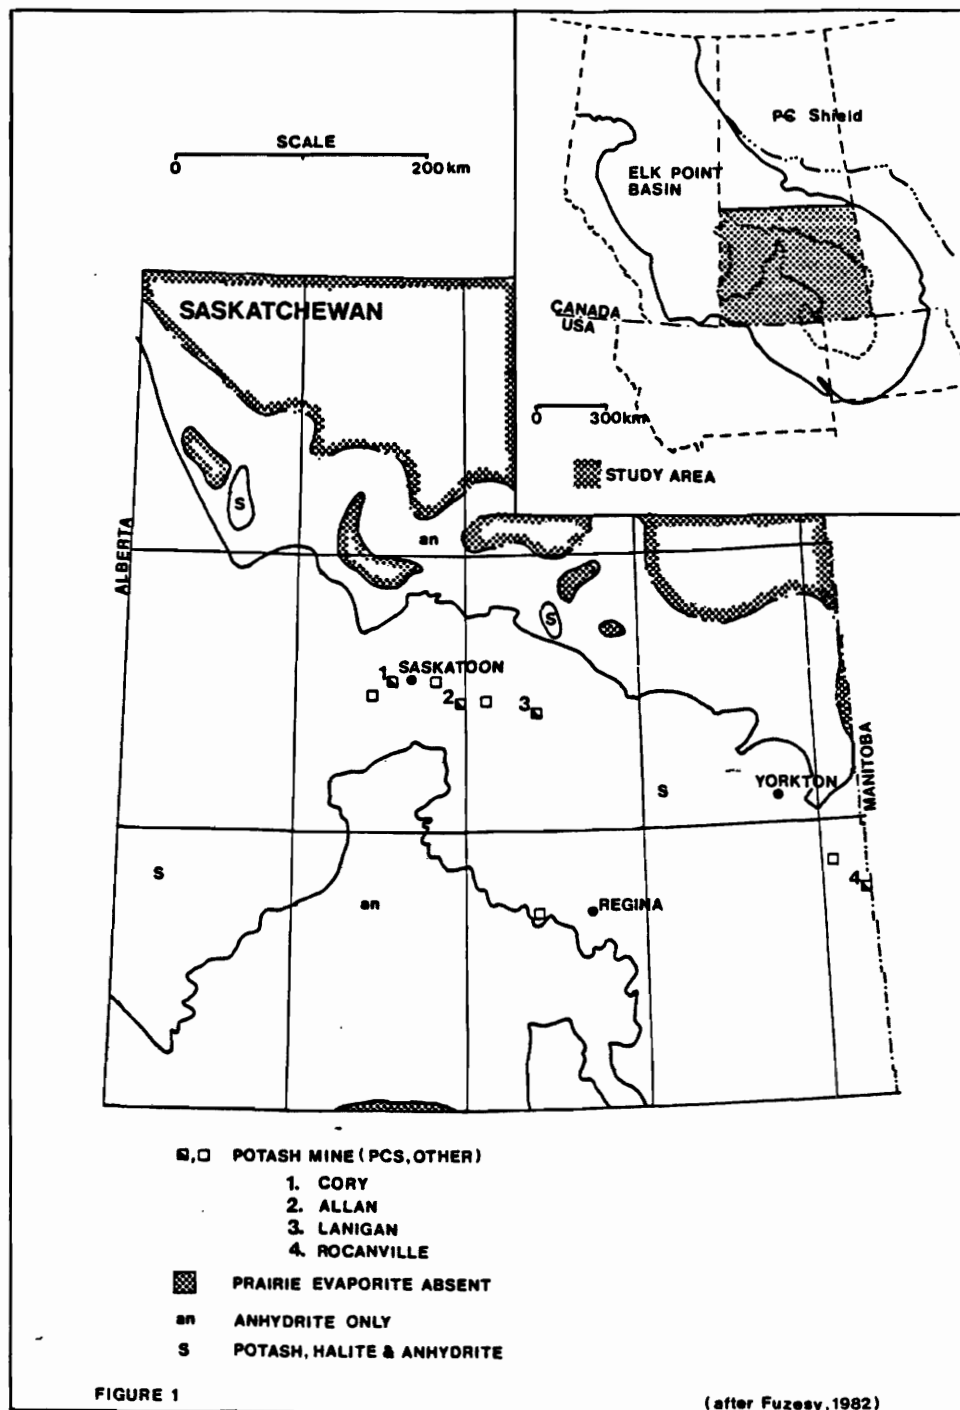 SCALE
0 200 km
PC Shield
ELK POINT
BASIN
CANADA
USA
0 300km
STUDY AREA
SASKATCHEWAN
S
an
ALBERTA
S
1 SASKATOON
2
3
S
YORKTON
MANITOBA
S
4
an
REGINA
, POTASH MINE (PCS, OTHER)
1. CORY
2. ALLAN
3. LANIGAN
4. ROCANVILLE
PRAIRIE EVAPORITE ABSENT
an ANHYDRITE ONLY
S POTASH, HALITE & ANHYDRITE
FIGURE 1
(after Fuzesy, 1982)